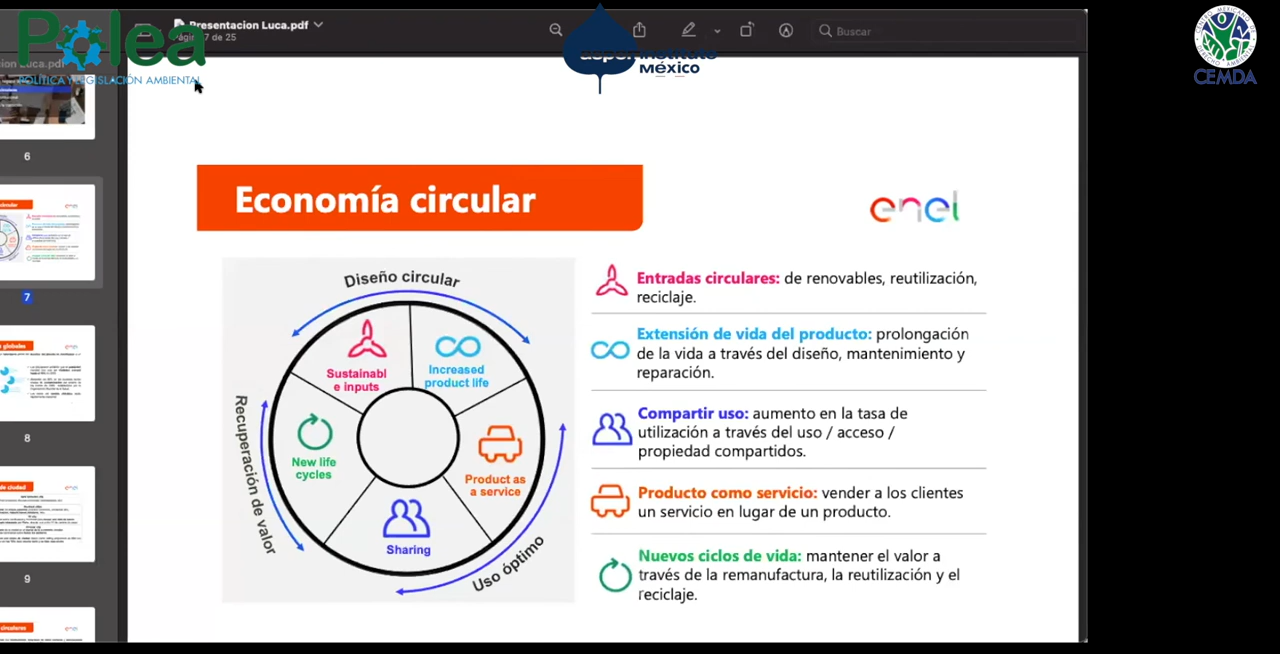 Polea
POLÍTICA Y LEGISLACIÓN AMBIENTAL
Presentacion Luca.pdf
7 de 25
ion Luca.pdf
aspen instituto
méxico
Buscar
CEMDA
6
7
8
9
Economía circular
enel
Diseño circular
Recuperación de valor
Uso óptimo
Sustainabl
e inputs
Increased
product life
New life
cycles
Product as
a service
Sharing
Entradas circulares: de renovables, reutilización,
reciclaje.
Extensión de vida del producto: prolongación
de la vida a través del diseño, mantenimiento y
reparación.
Compartir uso: aumento en la tasa de
utilización a través del uso / acceso /
propiedad compartidos.
Producto como servicio: vender a los clientes
un servicio en lugar de un producto.
Nuevos ciclos de vida: mantener el valor a
través de la remanufactura, la reutilización y el
reciclaje.